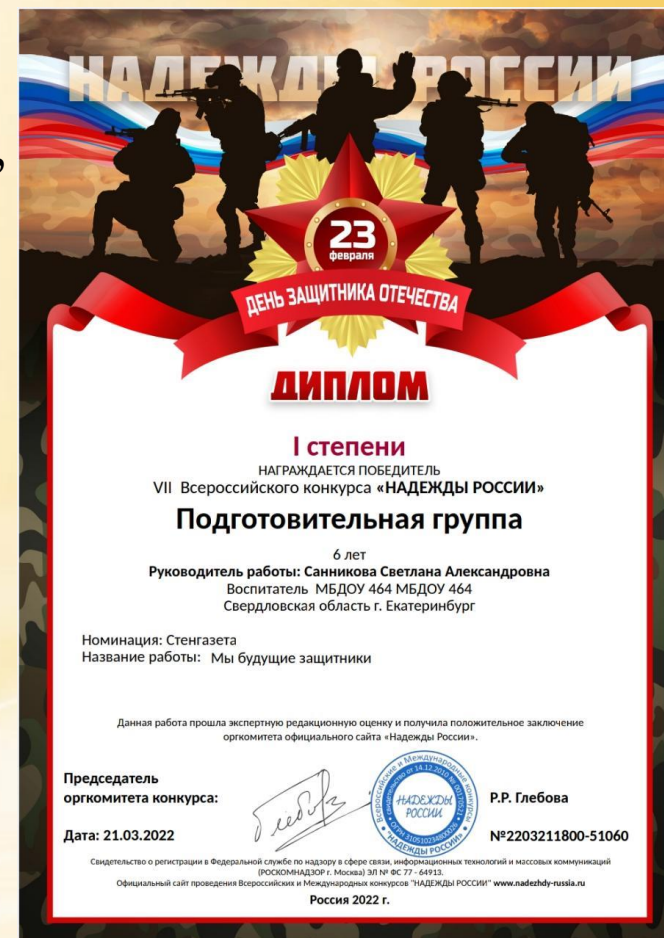 ,
НАДЕЖДЫ РОССИИ
23
февраля
ДЕНЬ ЗАЩИТНИКА ОТЕЧЕСТВА
ДИПЛОМ
I степени
НАГРАЖДАЕТСЯ ПОБЕДИТЕЛЬ
VII Всероссийского конкурса «НАДЕЖДЫ РОССИИ»
Подготовительная группа
6 лет
Руководитель работы: Санникова Светлана Александровна
Воспитатель МБДОУ 464 МБДОУ 464
Свердловская область г. Екатеринбург
Номинация: Стенгазета
Название работы: Мы будущие защитники
Данная работа прошла экспертную редакционную оценку и получила положительное заключение
оргкомитета официального сайта «Надежды России».
Председатель
оргкомитета конкурса:
Р.Р. Глебова
Всероссийские и Международные конкурсы
"НАДЕЖДЫ РОССИИ"
НАДЕЖДЫ
РОССИИ
Дата: 21.03.2022
№2203211800-51060
Свидетельство о регистрации в Федеральной службе по надзору в сфере связи, информационных технологий и массовых коммуникаций
(РОСКОМНАДЗОР г. Москва) ЭЛ № ФС 77 - 64913.
Официальный сайт проведения Всероссийских и Международных конкурсов "НАДЕЖДЫ РОССИИ" www.nadezhdy-russia.ru
Россия 2022 г.